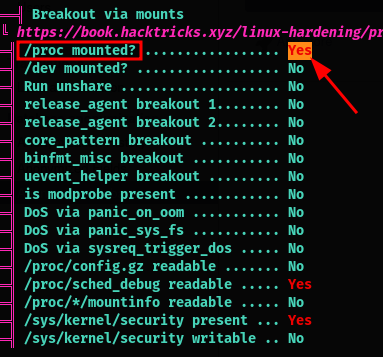 Breakout via mounts
https://book.hacktricks.xyz/linux-hardening/pr
/proc mounted? ................... Yes
/dev mounted? .................... No
Run unshare ...................... No
release_agent breakout 1........ No
release_agent breakout 2........ No
core_pattern breakout ............ No
binfmt_misc breakout ............. No
uevent_helper breakout ........... No
is modprobe present .............. No
DoS via panic_on_oom ............. No
DoS via panic_sys_fs ............. No
DoS via sysreq_trigger_dos ..... No
/proc/config.gz readable ....... No
/proc/sched_debug readable ..... Yes
/proc/*/mountinfo readable ..... No
/sys/kernel/security present ... Yes
/sys/kernel/security writable .. No